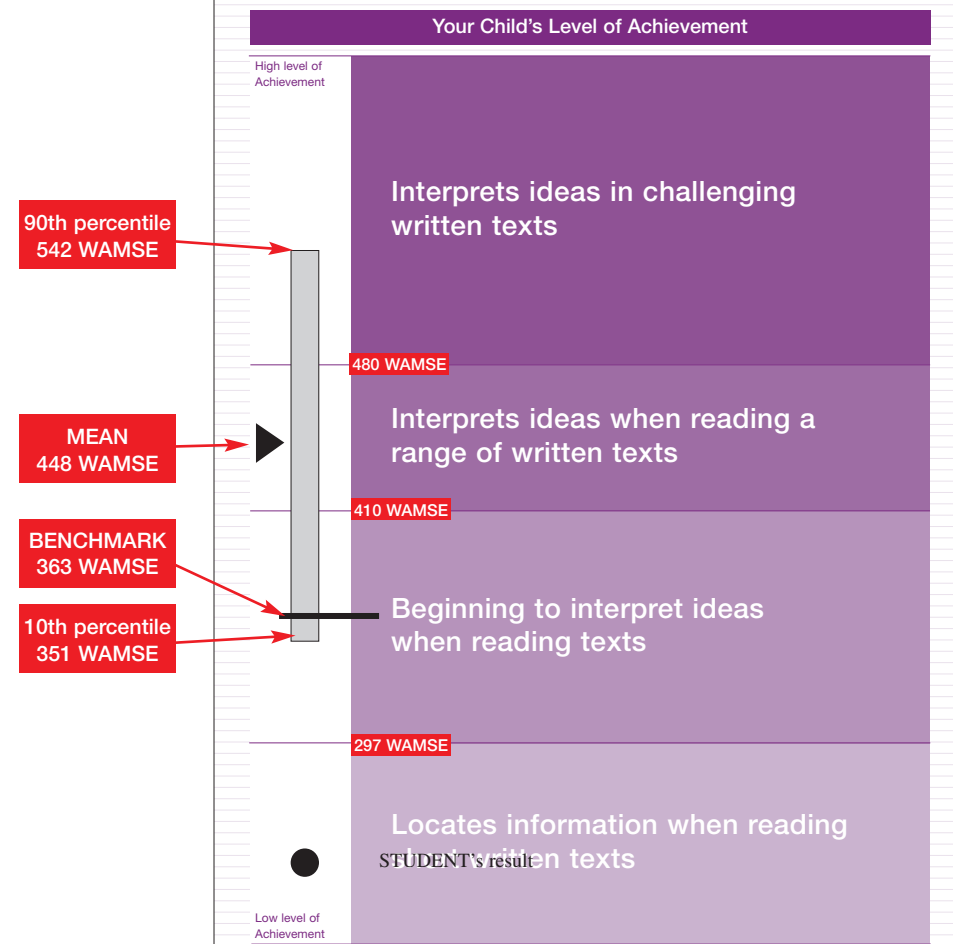 Your Child's Level of Achievement
High level of
Achievement
Interprets ideas in challenging
written texts
90th percentile
542 WAMSE
480 WAMSE
Interprets ideas when reading a
range of written texts
MEAN
448 WAMSE
410 WAMSE
BENCHMARK
363 WAMSE
Beginning to interpret ideas
when reading texts
10th percentile
351 WAMSE
297 WAMSE
Locates information when reading
written texts
STUDENT's result
Low level of
Achievement